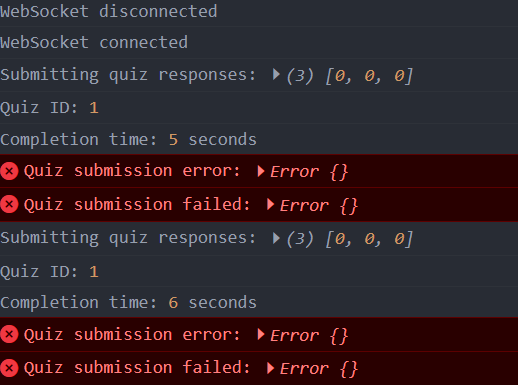 WebSocket disconnected
WebSocket connected
Submitting quiz responses: (3) [0, 0, 0]
Quiz ID: 1
Completion time: 5 seconds
Quiz submission error: Error {}
Quiz submission failed: Error {}
Submitting quiz responses: (3) [0, 0, 0]
Quiz ID: 1
Completion time: 6 seconds
Quiz submission error: Error {}
Quiz submission failed: Error {}